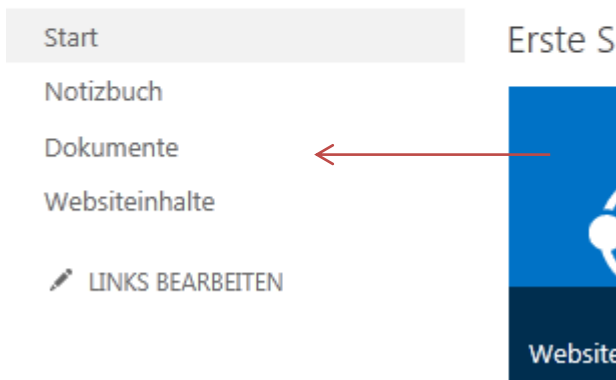 Start
Notizbuch
Dokumente
Websiteinhalte
LINKS BEARBEITEN
Erste S
Website